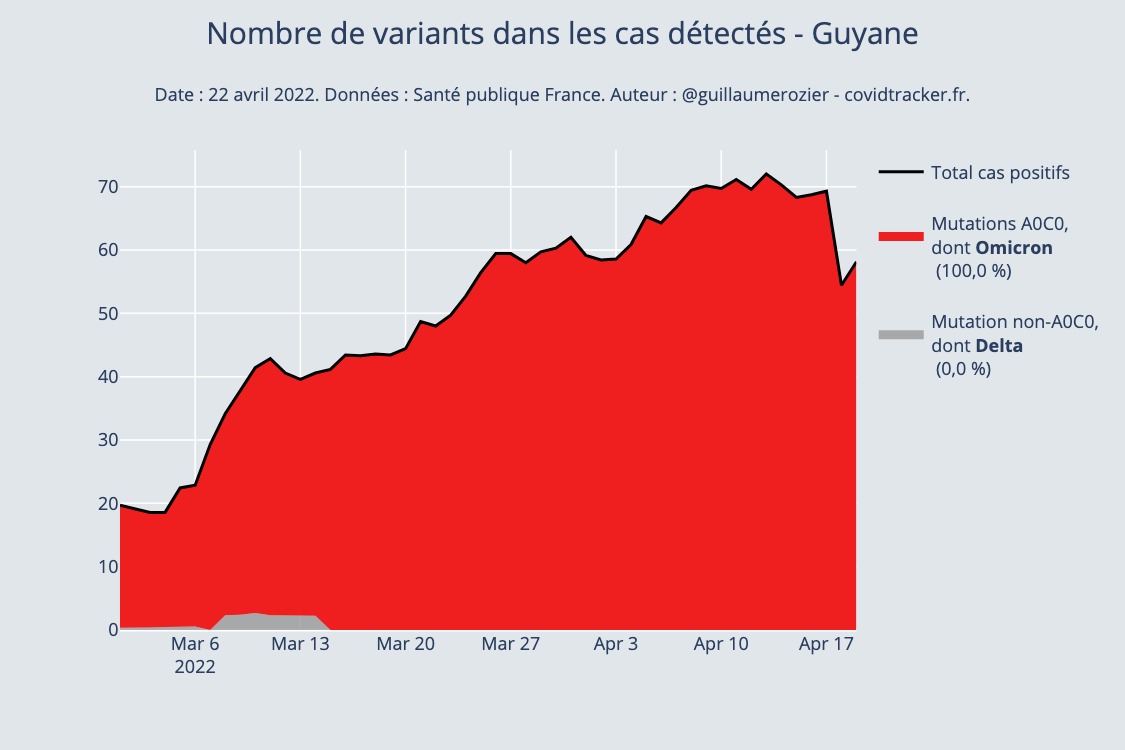 Nombre de variants dans les cas détectés - Guyane
Date : 22 avril 2022. Données : Santé publique France. Auteur : @guillaumerozier - covidtracker.fr.
Total cas positifs
Mutations A0C0,
dont Omicron
(100,0 %)
Mutation non-A0C0,
dont Delta
(0,0 %)
70
60
50
40
30
20
10
0
Mar 6 Mar 13 Mar 20 Mar 27 Apr 3 Apr 10 Apr 17
2022